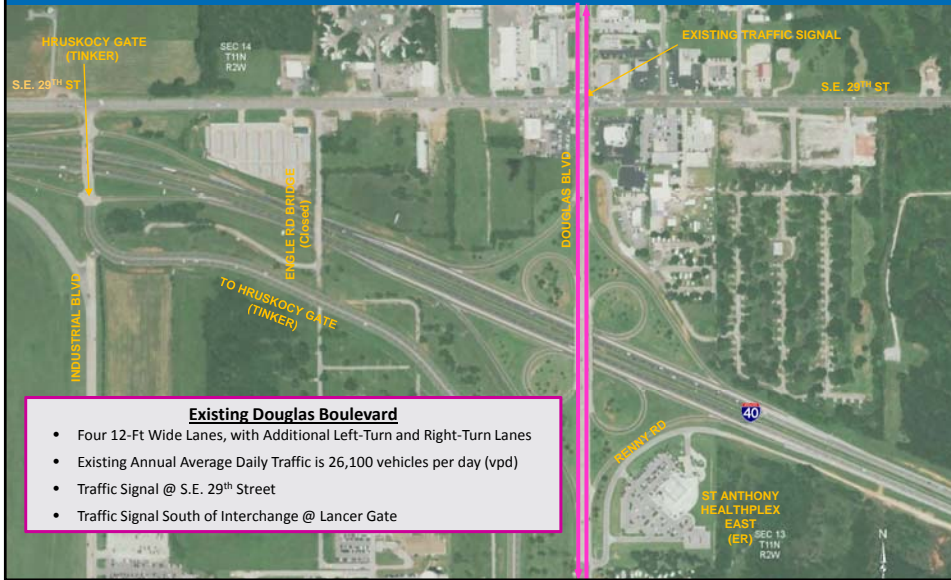 HRUSKOCY GATE
(TINKER)
SEC 14
T11N
R2W
EXISTING TRAFFIC SIGNAL
S.E. 29TH ST
S.E. 29TH ST
DOUGLAS BLVD
ENGLE RD BRIDGE
(Closed)
TO HRUSKOCY GATE
(TINKER)
INDUSTRIAL BLVD
40
RENNY RD
ST ANTHONY
HEALTHPLEX
EAST
(ER)
SEC 13
T11N
R2W
N
Existing Douglas Boulevard
• Four 12-Ft Wide Lanes, with Additional Left-Turn and Right-Turn Lanes
• Existing Annual Average Daily Traffic is 26,100 vehicles per day (vpd)
• Traffic Signal @ S.E. 29th Street
• Traffic Signal South of Interchange @ Lancer Gate